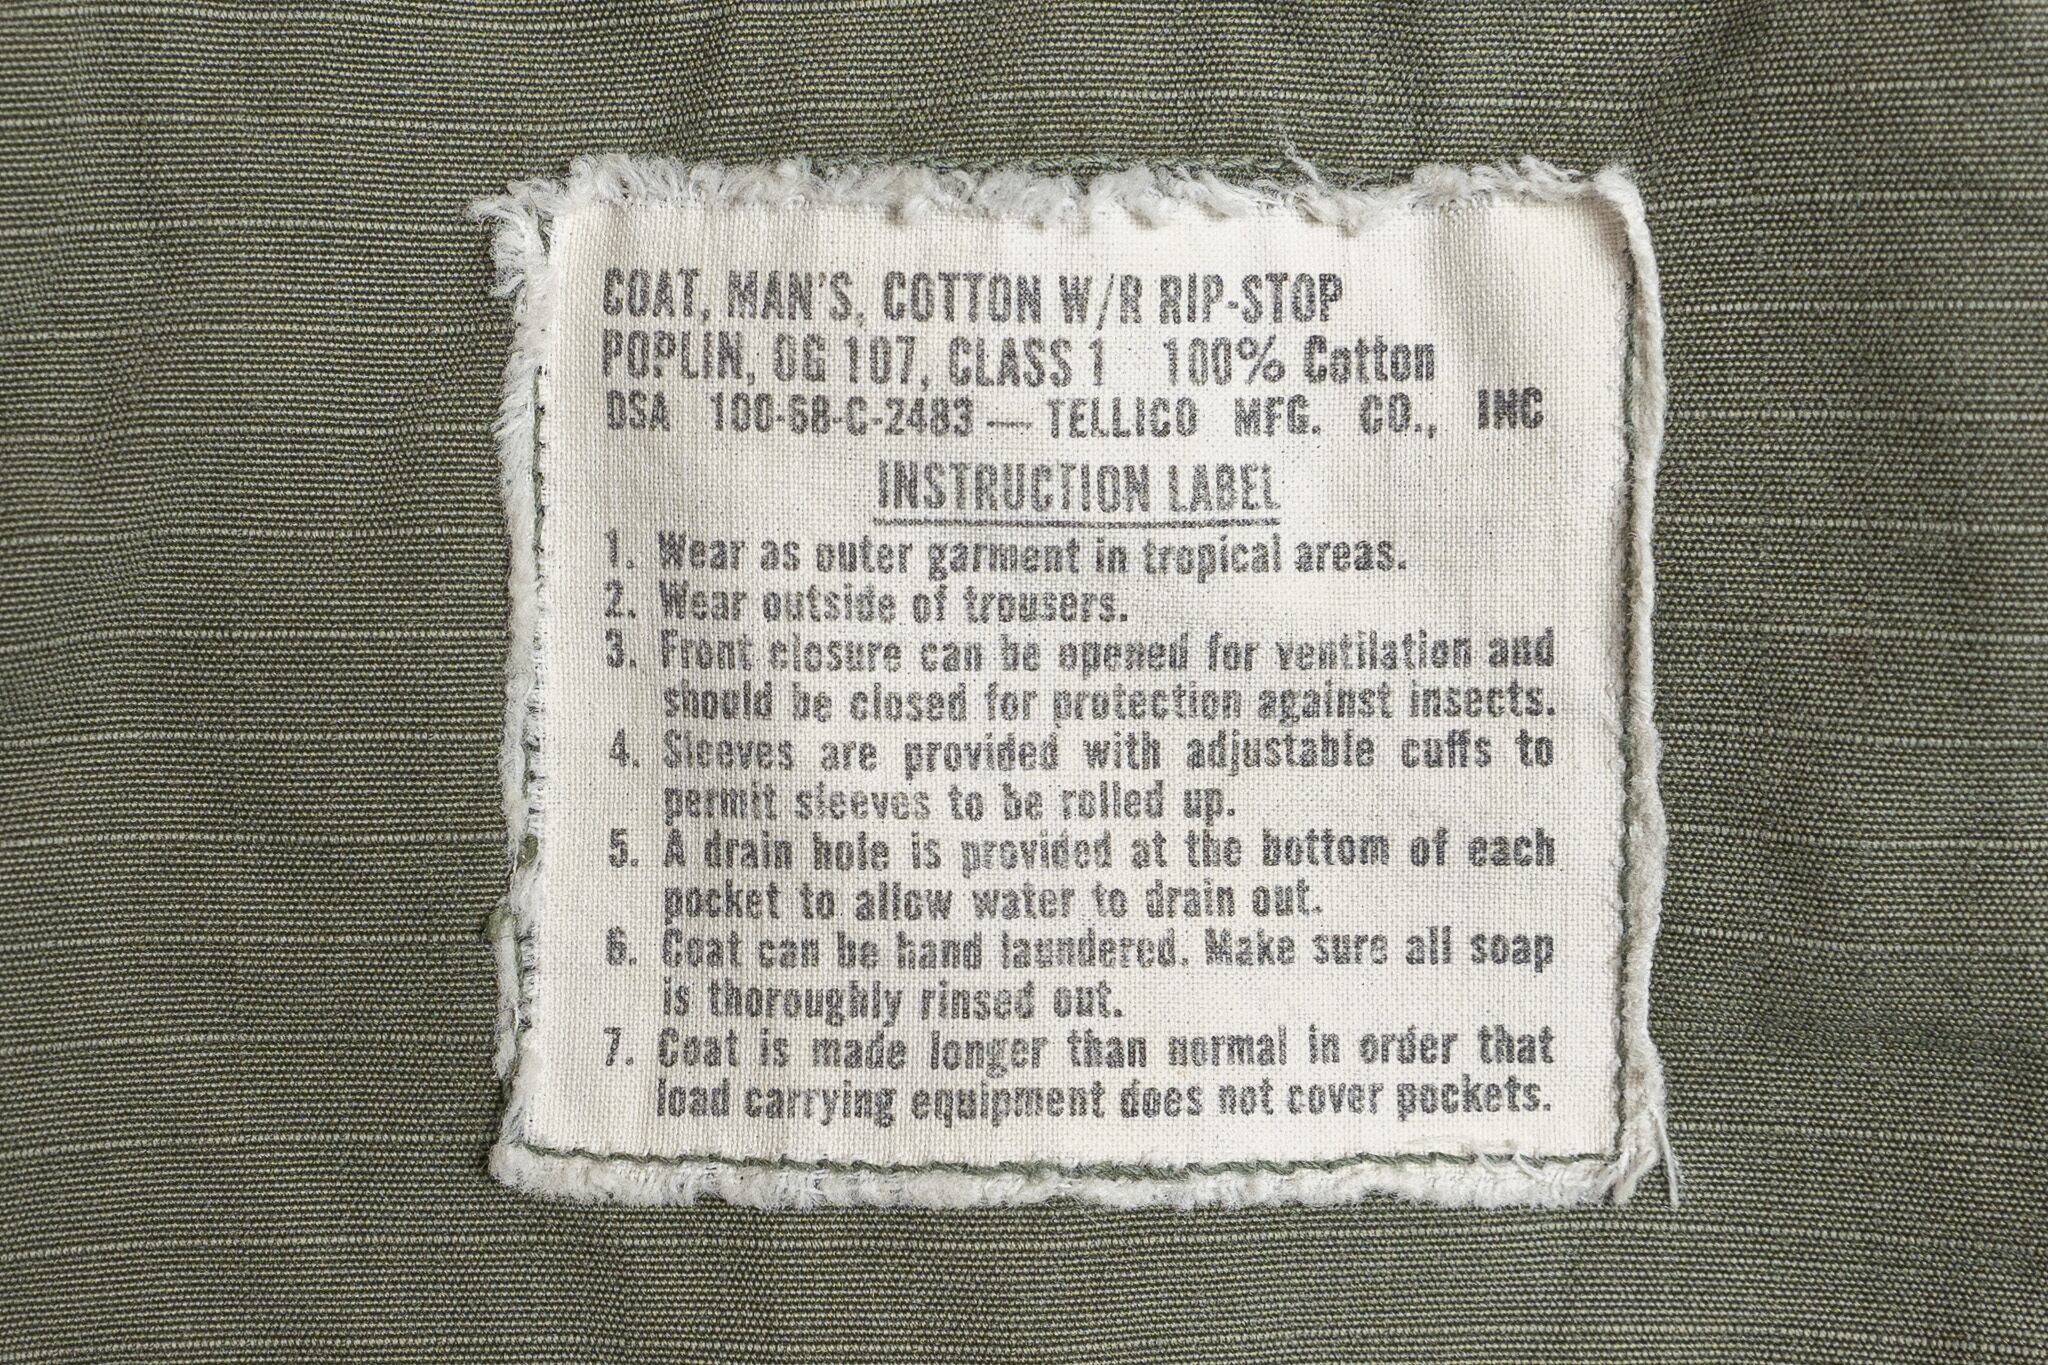 COAT, MAN'S, COTTON W/R RIP-STOP
POPLIN, OG 107, CLASS 1 100% Cotton
DSA 100-68-C-2483 — TELLICO MFG. CO., INC
INSTRUCTION LABEL
1. Wear as outer garment in tropical areas.
2. Wear outside of trousers.
3. Front closure can be opened for ventilation and
should be closed for protection against insects.
4. Sleeves are provided with adjustable cuffs to
permit sleeves to be rolled up.
5. A drain hole is provided at the bottom of each
pocket to allow water to drain out.
6. Coat can be hand laundered. Make sure all soap
is thoroughly rinsed out.
7. Coat is made longer than normal in order that
load carrying equipment does not cover pockets.